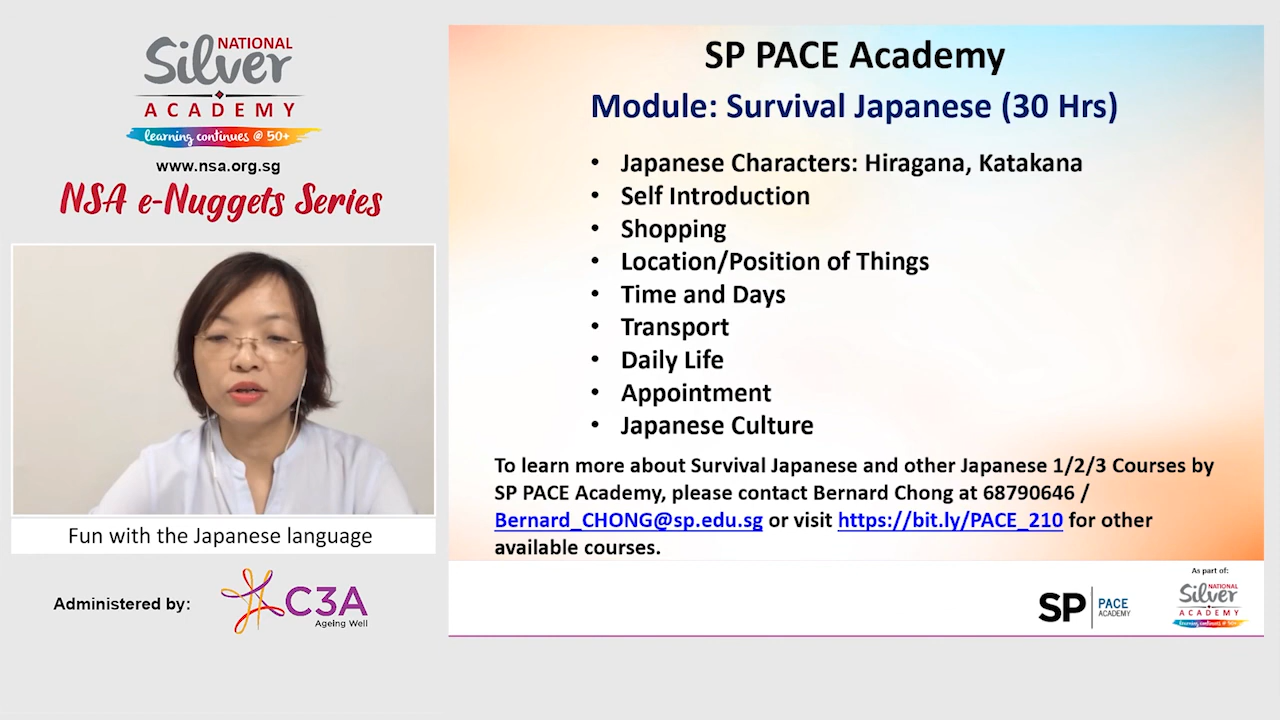 NATIONAL
Silver
ACADEMY
learning continues @ 50+
www.nsa.org.sg
NSA e-Nuggets Series
Fun with the Japanese language
Administered by:
C3A
Ageing Well
SP PACE Academy
Module: Survival Japanese (30 Hrs)
• Japanese Characters: Hiragana, Katakana
• Self Introduction
• Shopping
• Location/Position of Things
• Time and Days
• Transport
• Daily Life
• Appointment
• Japanese Culture
To learn more about Survival Japanese and other Japanese 1/2/3 Courses by
SP PACE Academy, please contact Bernard Chong at 68790646 /
Bernard_CHONG@sp.edu.sg or visit https://bit.ly/PACE_210 for other
available courses.
SP
PACE
ACADEMY
As part of:
NATIONAL
Silver
ACADEMY
learning continues @ 50+